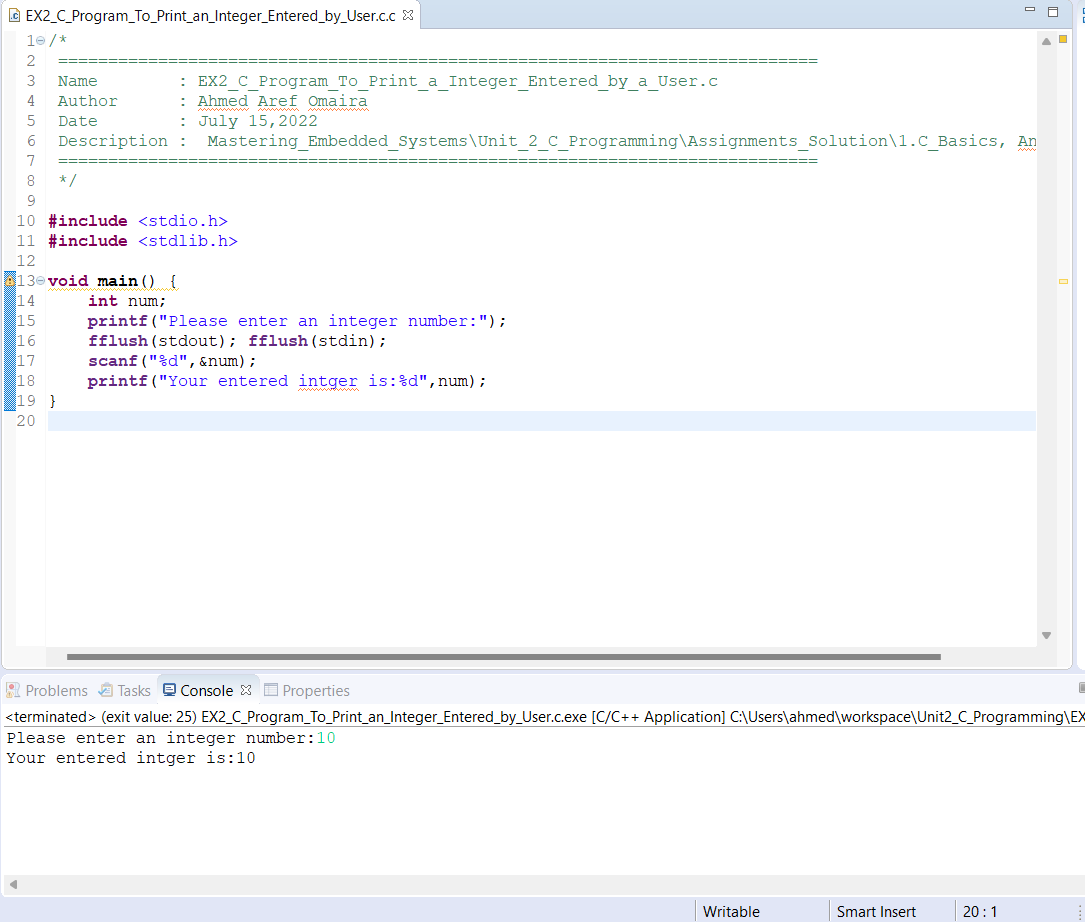 EX2_C_Program_To_Print_an_Integer_Entered_by_User.c.c
1 /*
2 ============================================================================
3 Name        : EX2_C_Program_To_Print_a_Integer_Entered_by_a_User.c
4 Author      : Ahmed Aref Omaira
5 Date        : July 15,2022
6 Description :  Mastering_Embedded_Systems\Unit_2_C_Programming\Assignments_Solution\1.C_Basics, An
7 ============================================================================
8 */
9
10 #include <stdio.h>
11 #include <stdlib.h>
12
13 void main() {
14     int num;
15     printf("Please enter an integer number:");
16     fflush(stdout); fflush(stdin);
17     scanf("%d",&num);
18     printf("Your entered intger is:%d",num);
19 }
20
Problems Tasks Console Properties
<terminated> (exit value: 25) EX2_C_Program_To_Print_an_Integer_Entered_by_User.c.exe [C/C++ Application] C:\Users\ahmed\workspace\Unit2_C_Programming\EX
Please enter an integer number:10
Your entered intger is:10
Writable Smart Insert 20 : 1